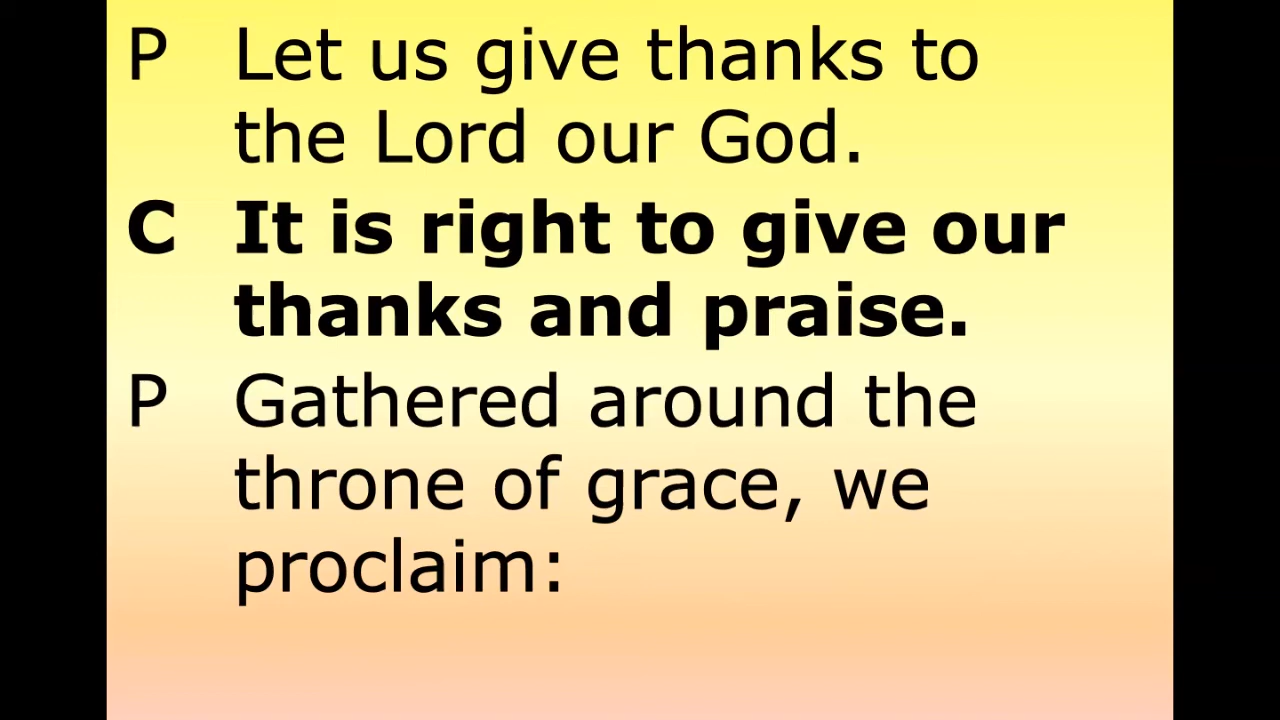 P Let us give thanks to
the Lord our God.
C It is right to give our
thanks and praise.
P Gathered around the
throne of grace, we
proclaim: